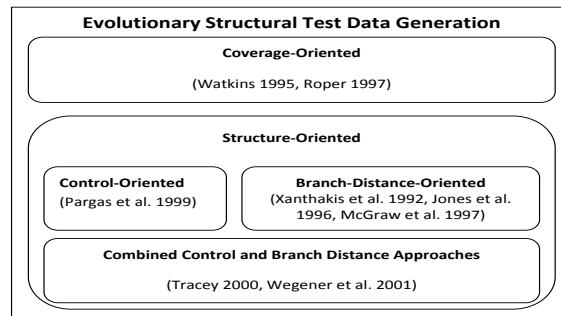 Evolutionary Structural Test Data Generation
Coverage-Oriented
(Watkins 1995, Roper 1997)
Structure-Oriented
Control-Oriented
(Pargas et al. 1999)
Branch-Distance-Oriented
(Xanthakis et al. 1992, Jones et al.
1996, McGraw et al. 1997)
Combined Control and Branch Distance Approaches
(Tracey 2000, Wegener et al. 2001)